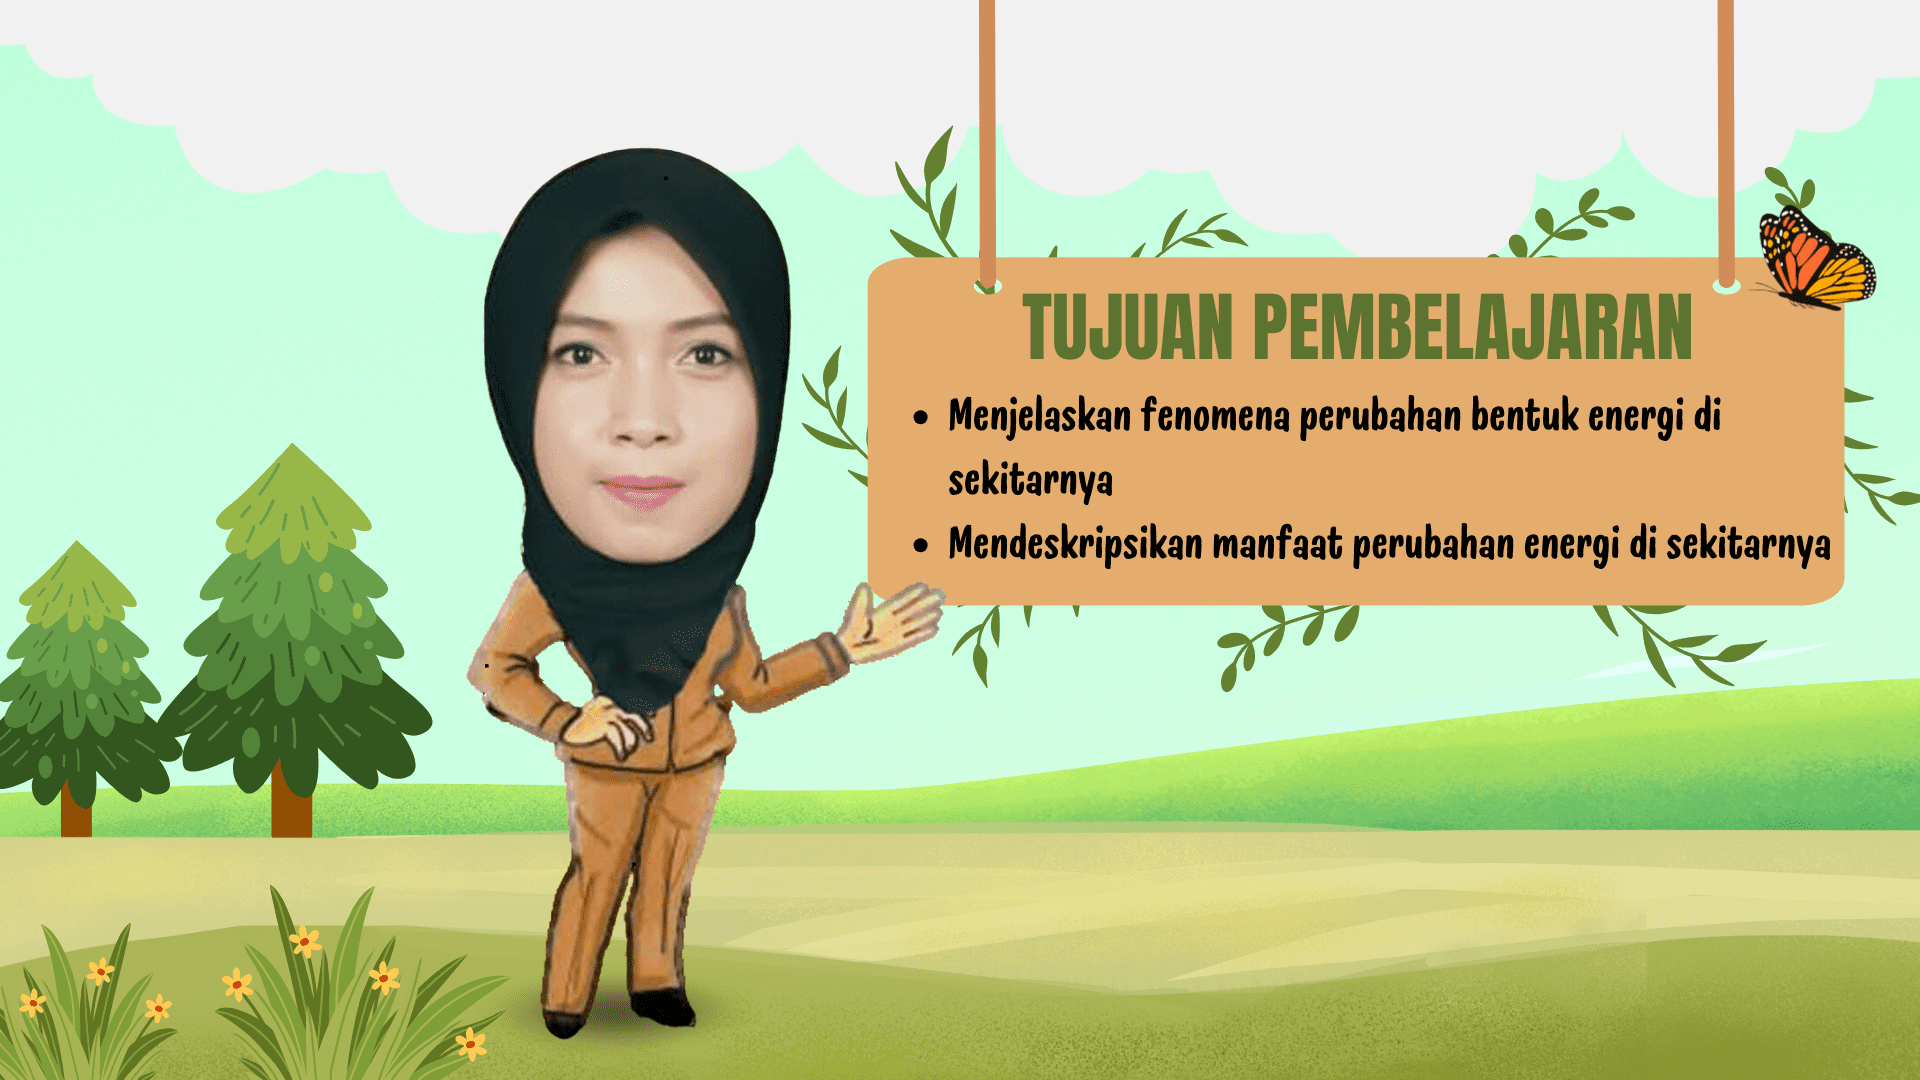 TUJUAN PEMBELAJARAN
• Menjelaskan fenomena perubahan bentuk energi di
sekitarnya
• Mendeskripsikan manfaat perubahan energi di sekitarnya